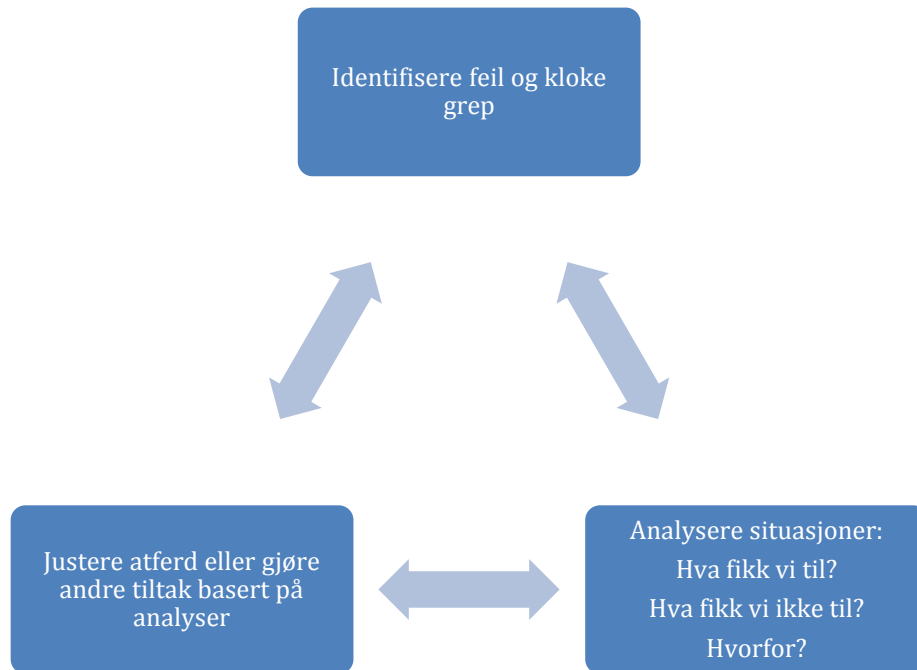 Identifisere feil og kloke
grep
Justere atferd eller gjøre
andre tiltak basert på
analyser
Analysere situasjoner:
Hva fikk vi til?
Hva fikk vi ikke til?
Hvorfor?